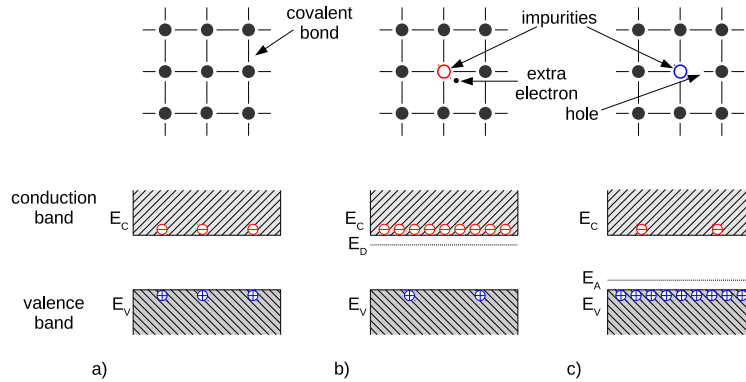 covalent
bond
impurities
extra
electron
hole
conduction
band
E_C
E_C
E_D
E_C
valence
band
E_V
E_V
E_A
E_V
a)
b)
c)